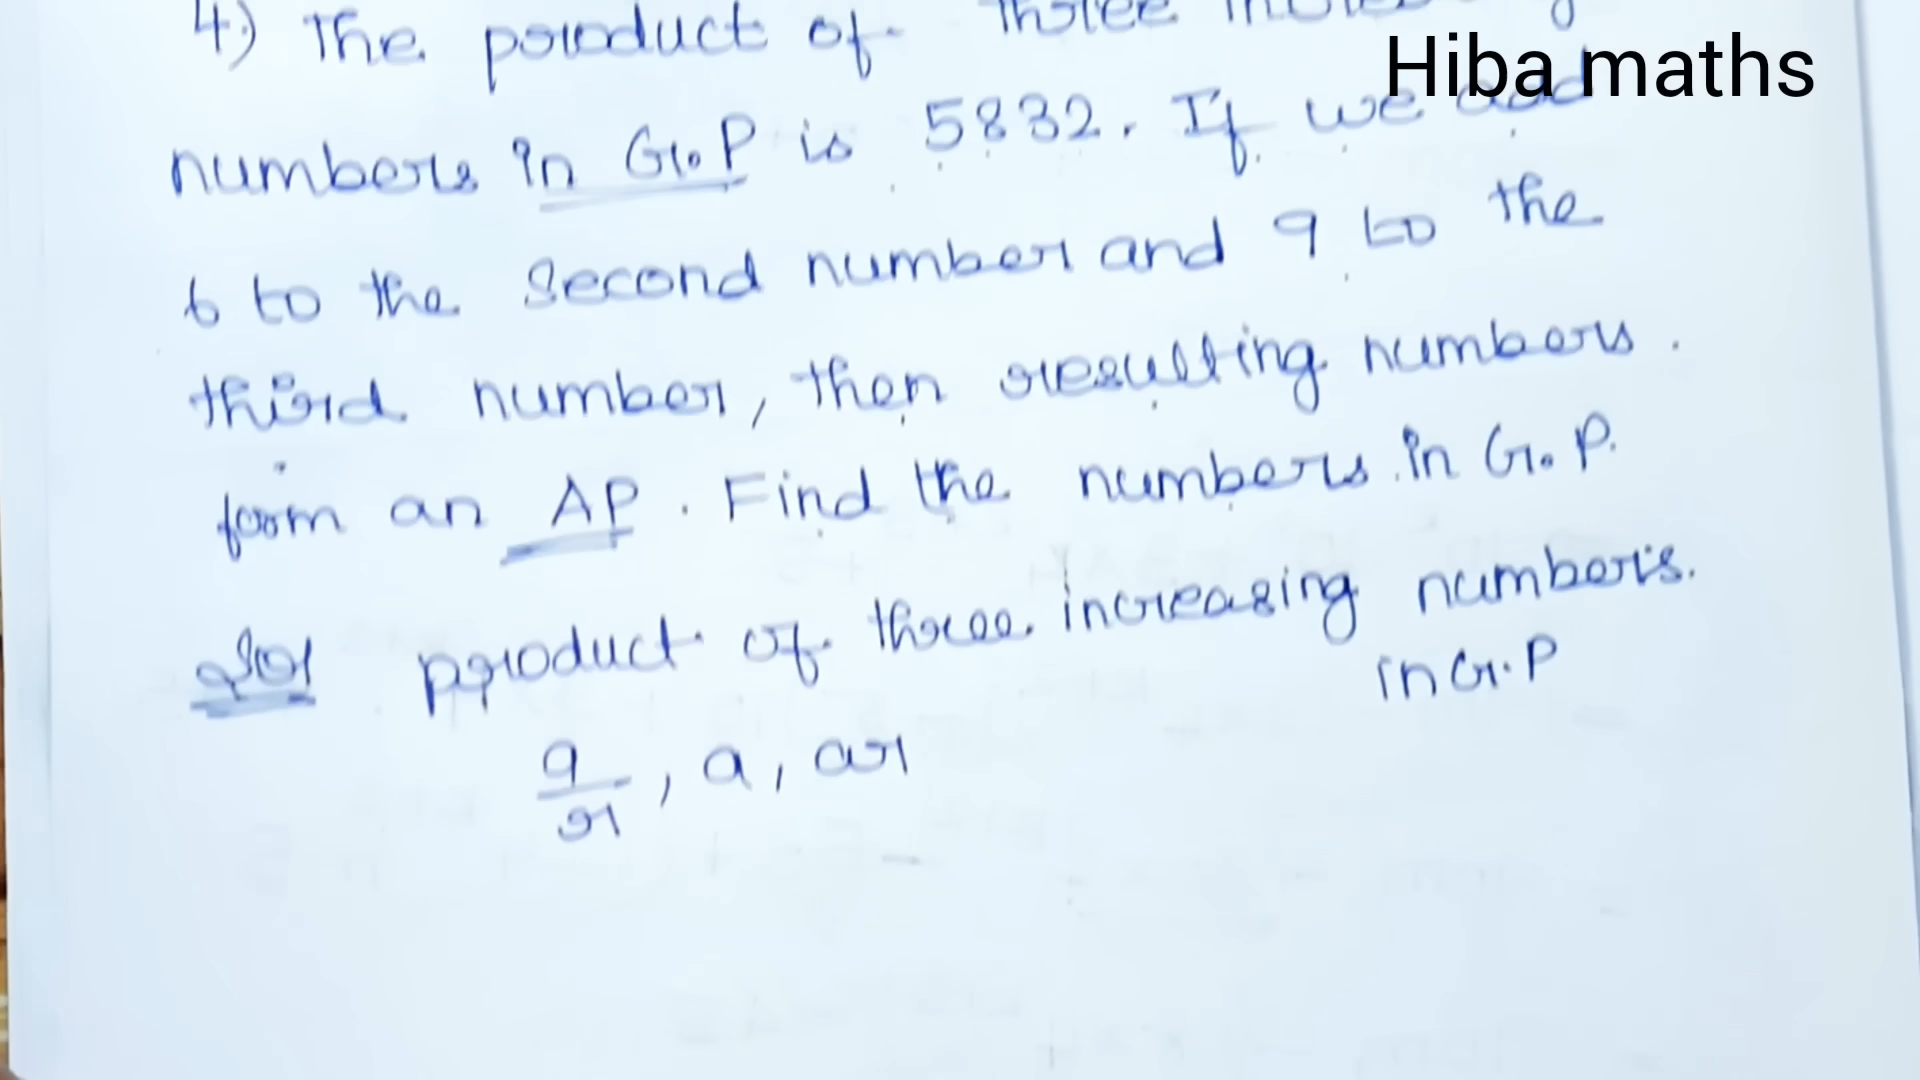 4.) The product of three
Hiba maths
numbers in G.P is 5832. If we add
6 to the second number and 9 to the
third number, then resulting numbers
form an AP. Find the numbers in G.P.
Sol product of three increasing numbers.
in G.P
a/r, a, ar